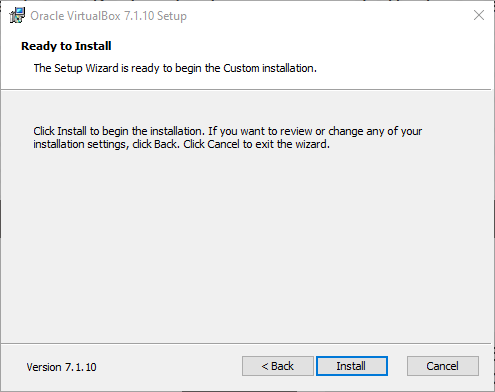 Oracle VirtualBox 7.1.10 Setup
Ready to Install
The Setup Wizard is ready to begin the Custom installation.
Click Install to begin the installation. If you want to review or change any of your
installation settings, click Back. Click Cancel to exit the wizard.
Version 7.1.10
< Back
Install
Cancel